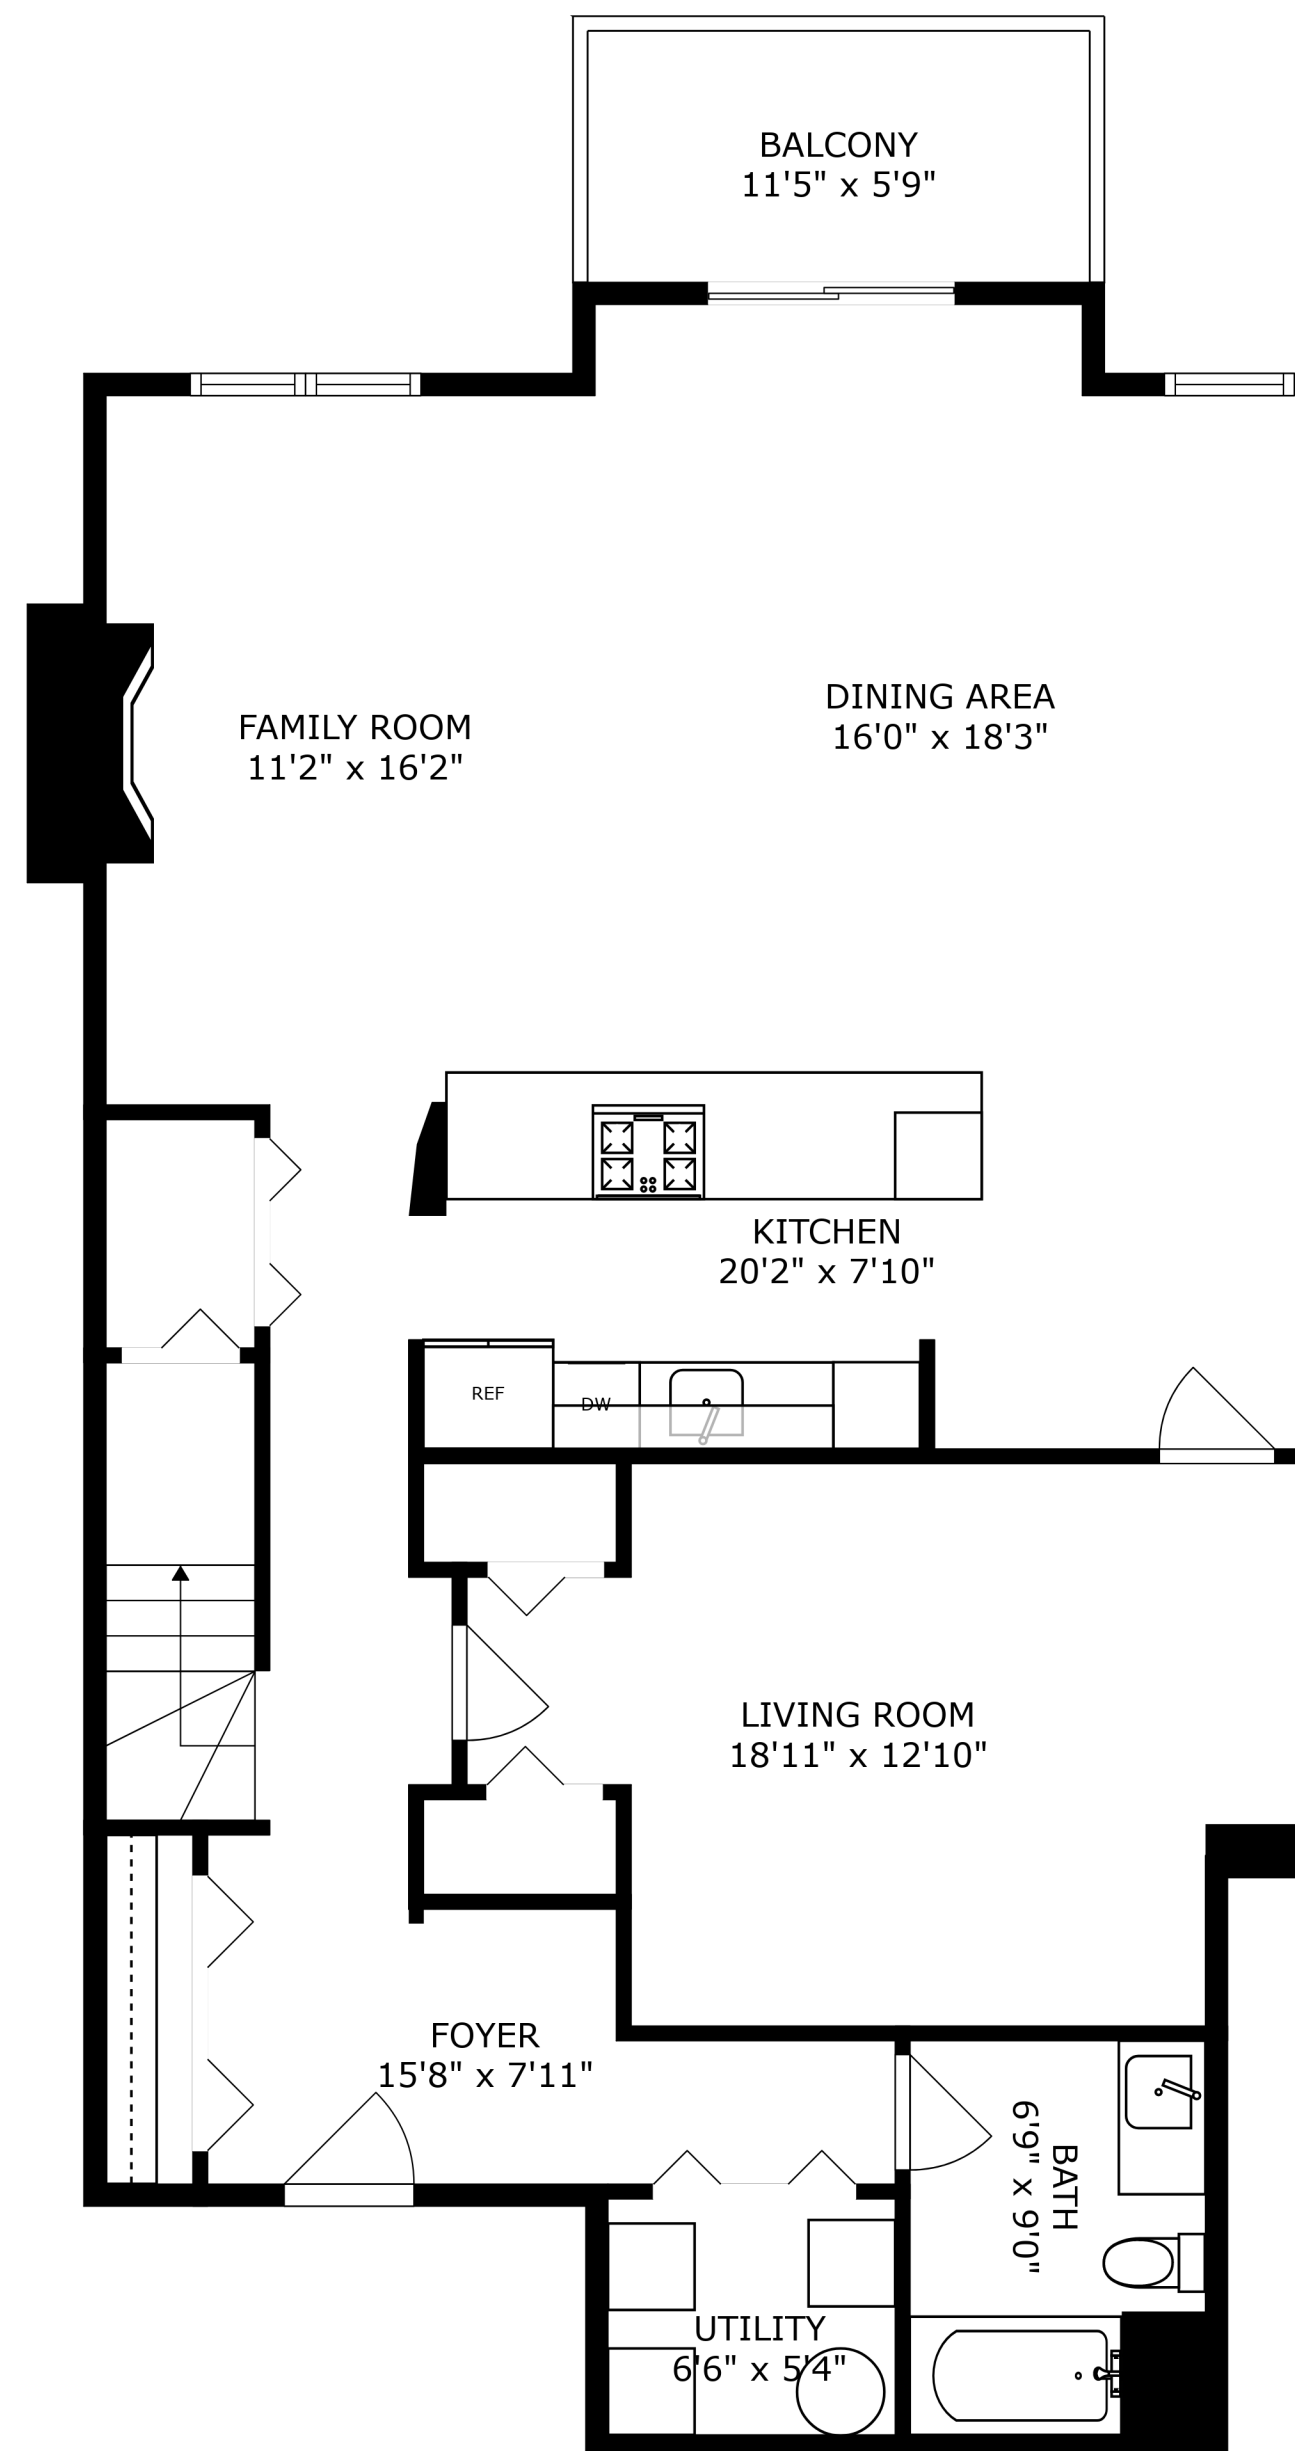 BALCONY
11'5" x 5'9"
DINING AREA
16'0" x 18'3"
FAMILY ROOM
11'2" x 16'2"
KITCHEN
20'2" x 7'10"
REF
DW
LIVING ROOM
18'11" x 12'10"
FOYER
15'8" x 7'11"
BATH
6'9" x 9'0"
UTILITY
6'6" x 5'4"